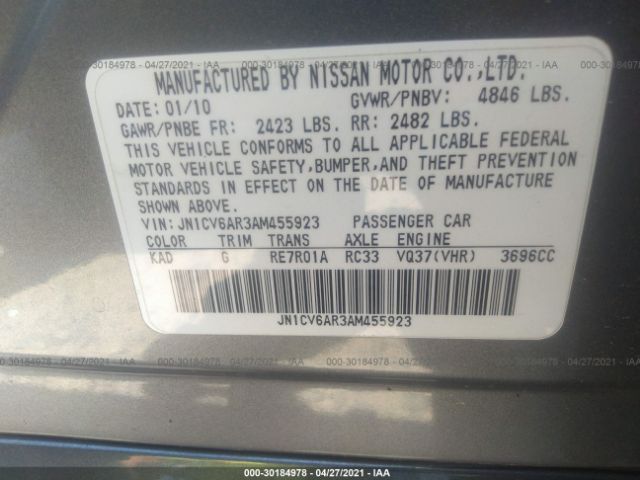 000-30184978 - 04/27/2021 - IAA
MANUFACTURED BY NISSAN MOTOR CO.,LTD.
DATE: 01/10 GVWR/PNBV: 4846 LBS.
GAWR/PNBE FR: 2423 LBS. RR: 2482 LBS.
THIS VEHICLE CONFORMS TO ALL APPLICABLE FEDERAL
MOTOR VEHICLE SAFETY,BUMPER,AND THEFT PREVENTION
STANDARDS IN EFFECT ON THE DATE OF MANUFACTURE
SHOWN ABOVE.
VIN:JN1CV6AR3AM455923 PASSENGER CAR
COLOR TRIM TRANS AXLE ENGINE
KAD G RE7R01A RC33 VQ37(VHR) 3696CC
JN1CV6AR3AM455923
000-30184978 - 04/27/2021 - IAA
000-30184978 - 04/27/2021 - IAA